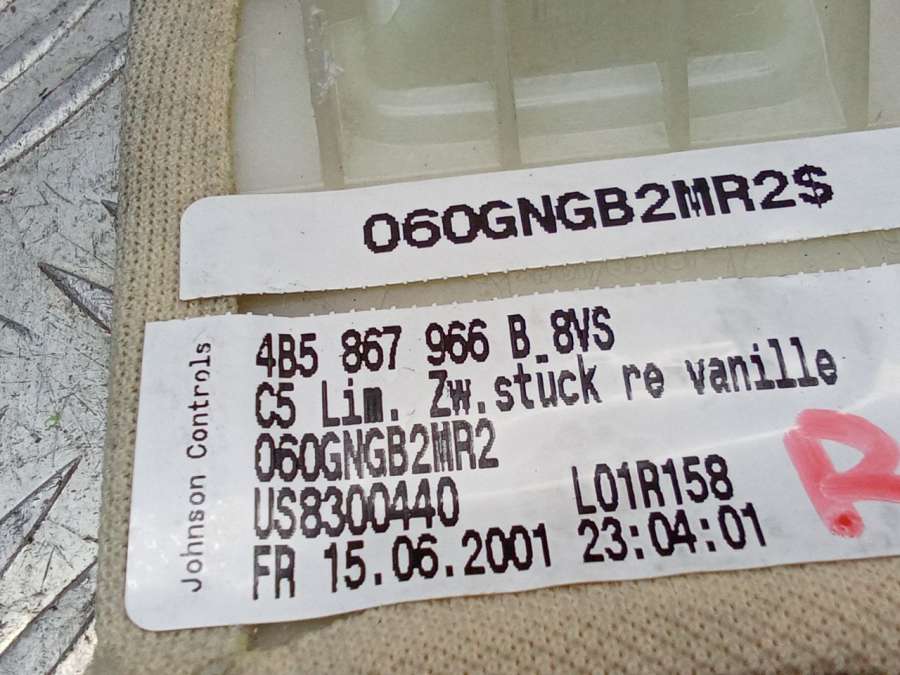 060GNGB2MR2$
Johnson Controls
4B5 867 966 B 8VS
C5 Lim. Zw.stück re vanille
060GNGB2MR2
US8300440 L01R158
FR 15.06.2001 23:04:01
R